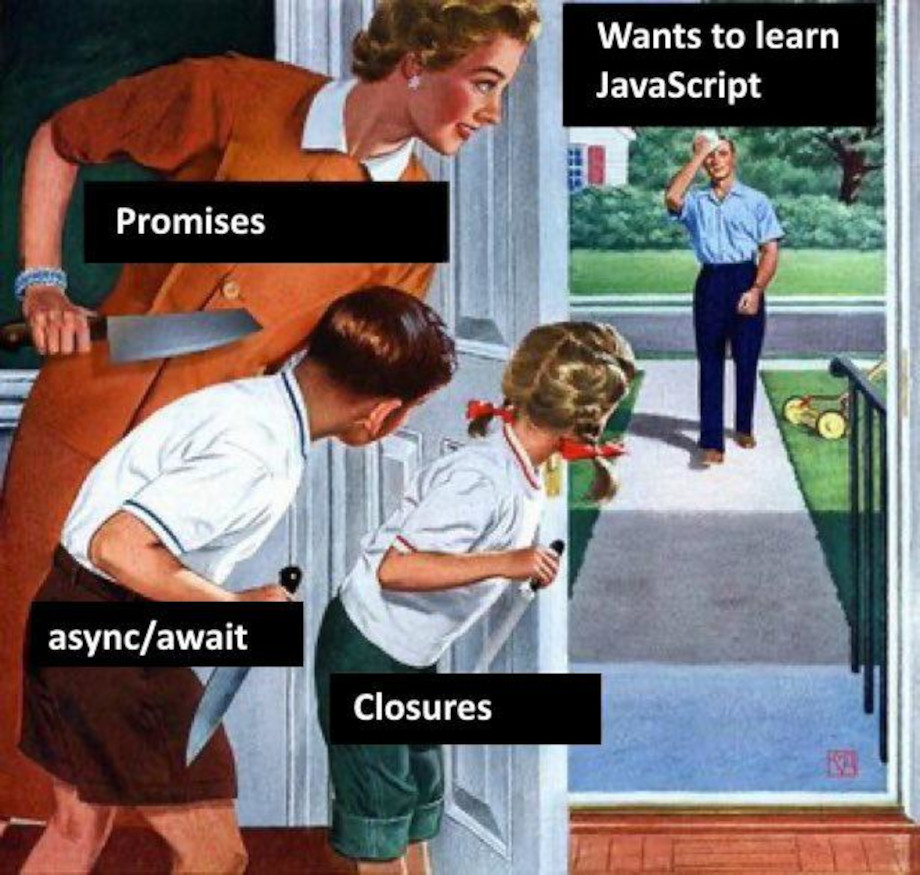 Wants to learn
JavaScript
Promises
async/await
Closures